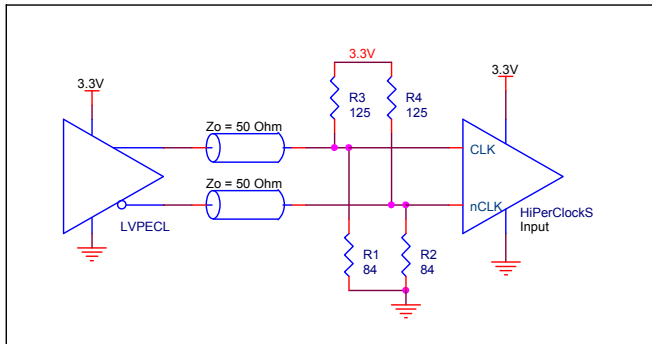 3.3V
3.3V
3.3V
R3
125
R4
125
Zo = 50 Ohm
CLK
Zo = 50 Ohm
nCLK
HiPerClockS
Input
LVPECL
R1
84
R2
84